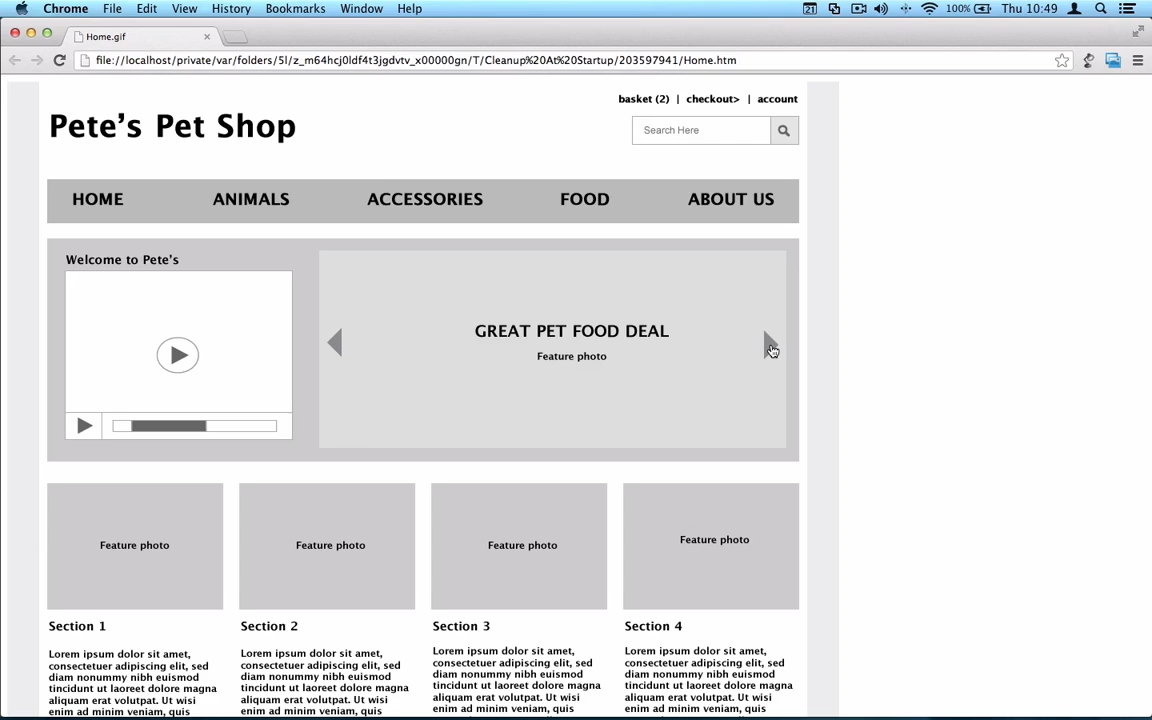 Chrome File Edit View History Bookmarks Window Help 21 100% Thu 10:49
Home.gif
file://localhost/private/var/folders/5l/z_m64hcj0ldf4t3jgdvtv_x00000gn/T/Cleanup%20At%20Startup/203597941/Home.htm
basket (2) | checkout> | account
Pete's Pet Shop
Search Here
HOME ANIMALS ACCESSORIES FOOD ABOUT US
Welcome to Pete's
GREAT PET FOOD DEAL
Feature photo
Feature photo Feature photo Feature photo Feature photo
Section 1
Lorem ipsum dolor sit amet,
consectetuer adipiscing elit, sed
diam nonummy nibh euismod
tincidunt ut laoreet dolore magna
aliquam erat volutpat. Ut wisi
enim ad minim veniam, quis
Section 2
Lorem ipsum dolor sit amet,
consectetuer adipiscing elit, sed
diam nonummy nibh euismod
tincidunt ut laoreet dolore magna
aliquam erat volutpat. Ut wisi
enim ad minim veniam, quis
Section 3
Lorem ipsum dolor sit amet,
consectetuer adipiscing elit, sed
diam nonummy nibh euismod
tincidunt ut laoreet dolore magna
aliquam erat volutpat. Ut wisi
enim ad minim veniam, quis
Section 4
Lorem ipsum dolor sit amet,
consectetuer adipiscing elit, sed
diam nonummy nibh euismod
tincidunt ut laoreet dolore magna
aliquam erat volutpat. Ut wisi
enim ad minim veniam, quis